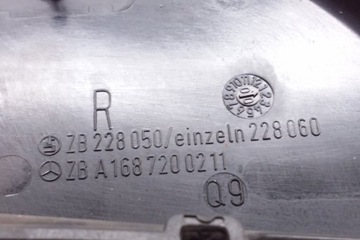 R
ZB 228 050/einzeln 228 060
ZB A 168 720 02 11
Q9